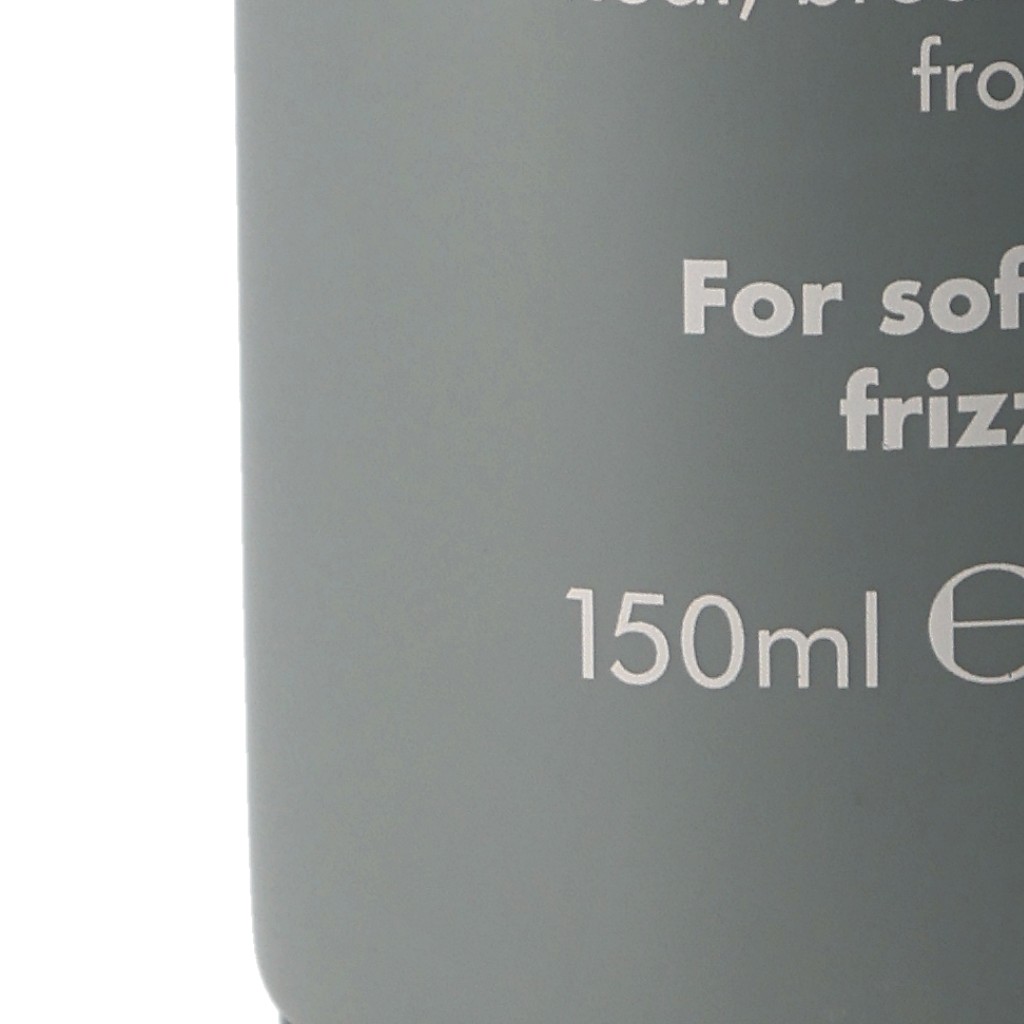 fro
For sof
frizz
150ml ℮